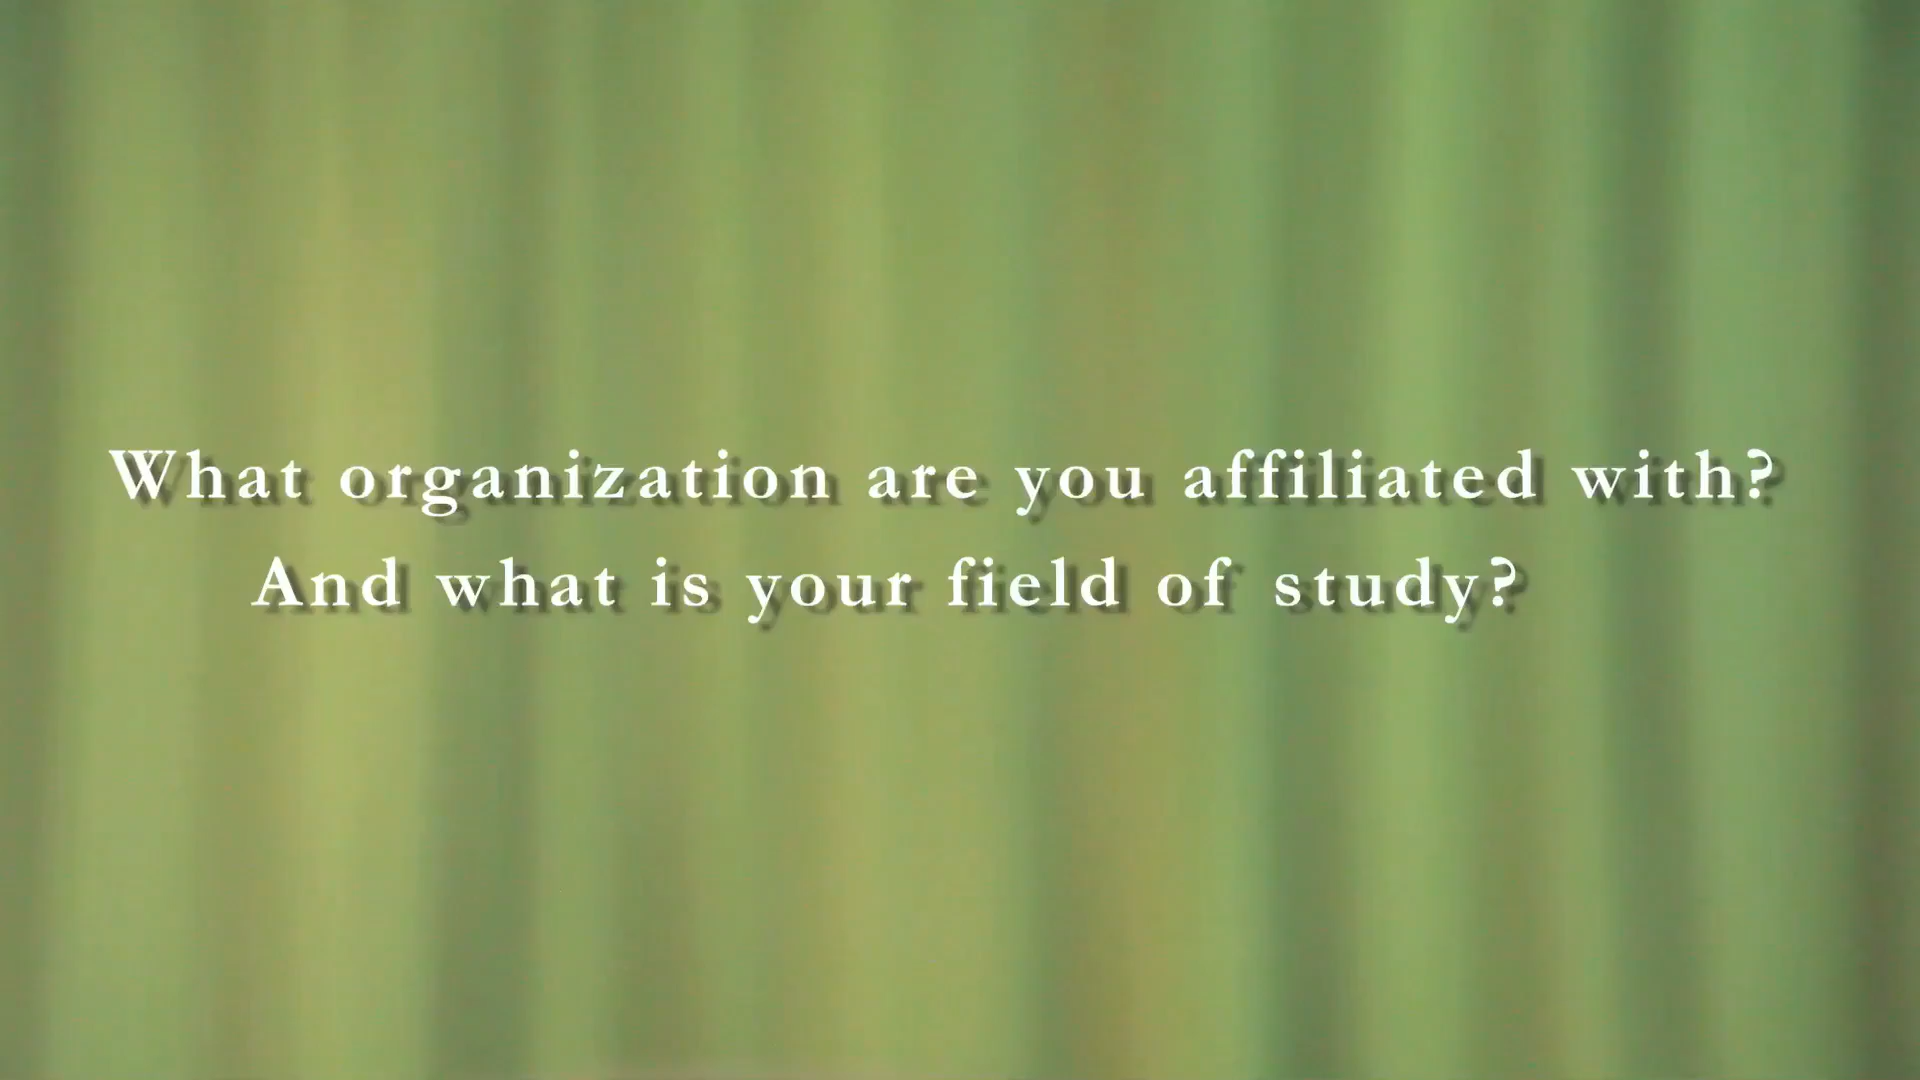 What organization are you affiliated with?
And what is your field of study?